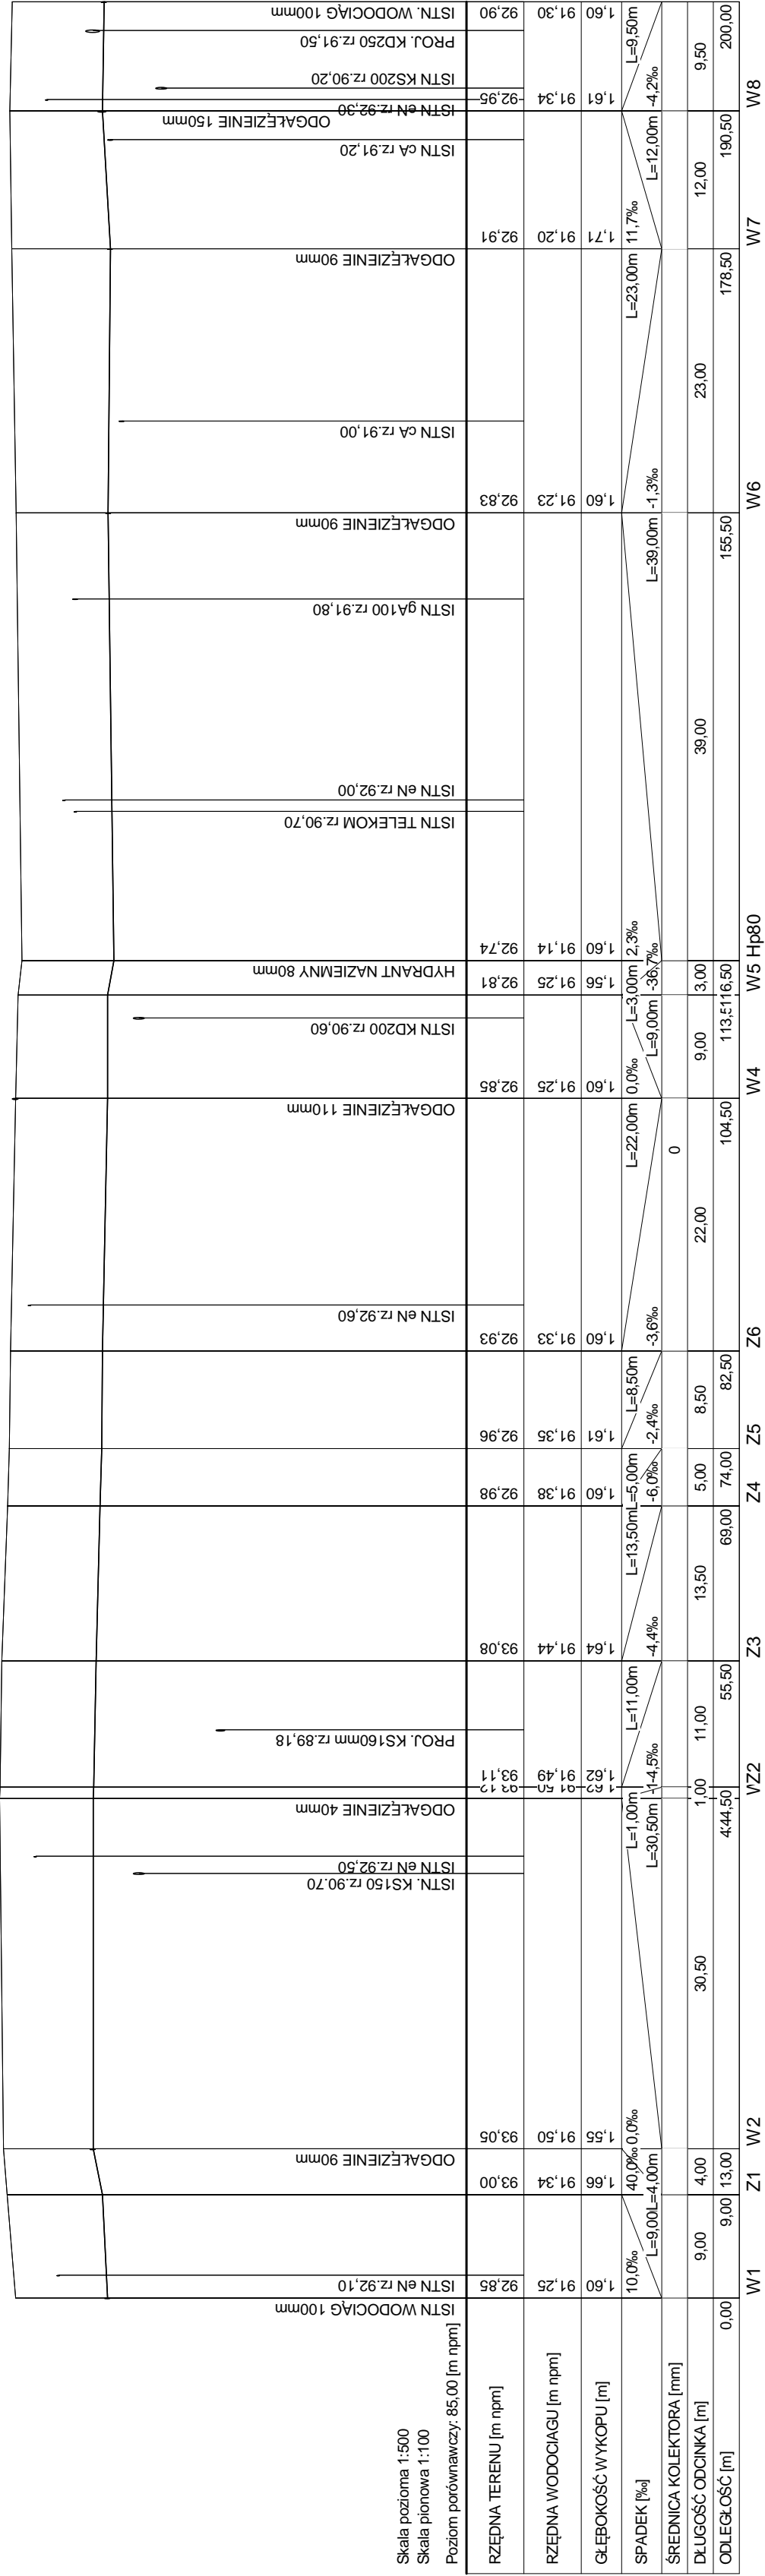 Skala pozioma 1:500
Skala pionowa 1:100
Poziom porównawczy: 85,00 [m npm]
ISTN WODOCIĄG 100mm
ISTN eN rz.92,10
ODGAŁĘZIENIE 90mm
ISTN. KS150 rz.90.70
ISTN eN rz.92,50
ODGAŁĘZIENIE 40mm
PROJ. KS160mm rz.89,18
ISTN eN rz.92,60
ODGAŁĘZIENIE 110mm
ISTN KD200 rz.90,60
HYDRANT NAZIEMNY 80mm
ISTN TELEKOM rz.90,70
ISTN eN rz.92,00
ISTN gA100 rz.91,80
ODGAŁĘZIENIE 90mm
ISTN cA rz.91,00
ODGAŁĘZIENIE 90mm
ISTN cA rz.91,20
ODGAŁĘZIENIE 150mm
ISTN eN rz.92,30
ISTN KS200 rz.90,20
PROJ. KD250 rz.91,50
ISTN. WODOCIĄG 100mm
RZĘDNA TERENU [m npm] 92,85 93,00 93,05 93,11 93,08 92,98 92,96 92,93 92,85 92,81 92,74 92,83 92,91 92,95 92,90
RZĘDNA WODOCIAGU [m npm] 91,25 91,34 91,50 91,50 91,49 91,44 91,38 91,35 91,33 91,25 91,25 91,14 91,23 91,20 91,34 91,30
GŁĘBOKOŚĆ WYKOPU [m] 1,60 1,66 1,55 1,62 1,64 1,60 1,61 1,60 1,60 1,56 1,60 1,60 1,71 1,61 1,60
SPADEK [‰] 10,0‰ L=9,00 40,0‰ L=4,00m 0,0‰ L=30,50m L=1,00m -4,5‰ L=11,00m -4,4‰ L=13,50m -6,0‰ L=5,00m -2,4‰ L=8,50m -3,6‰ L=22,00m 0,0‰ L=9,00m -36,7‰ L=3,00m 2,3‰ L=39,00m -1,3‰ L=23,00m 11,7‰ L=12,00m -4,2‰ L=9,50m
ŚREDNICA KOLEKTORA [mm] 0
DŁUGOŚĆ ODCINKA [m] 9,00 4,00 30,50 1,00 11,00 13,50 5,00 8,50 22,00 9,00 3,00 39,00 23,00 12,00 9,50
ODLEGŁOŚĆ [m] 0,00 9,00 13,00 44,50 55,50 69,00 74,00 82,50 104,50 113,5 116,50 155,50 178,50 190,50 200,00
W1 Z1 W2 WZ2 Z3 Z4 Z5 Z6 W4 W5 Hp80 W6 W7 W8